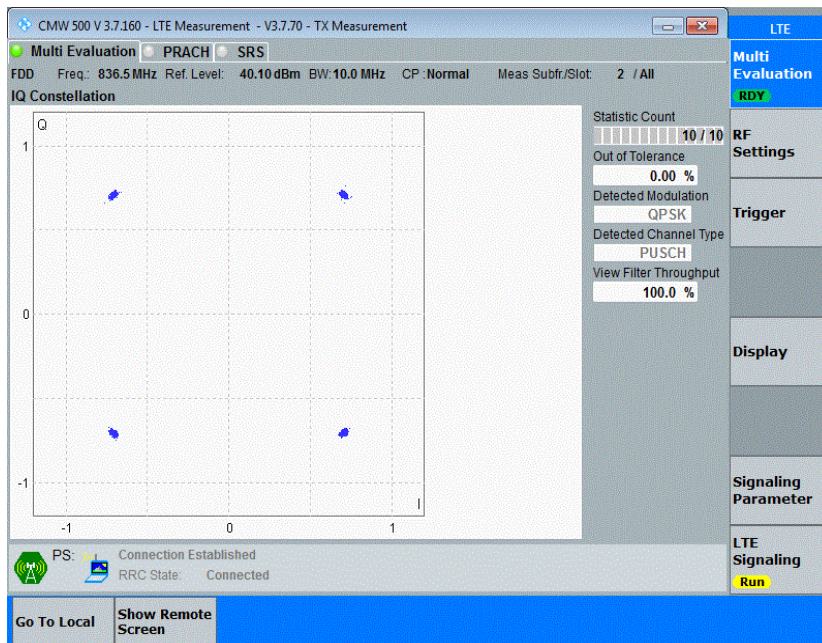 CMW 500 V 3.7.160 - LTE Measurement - V3.7.70 - TX Measurement
LTE
Multi Evaluation PRACH SRS
FDD Freq.: 836.5 MHz Ref. Level: 40.10 dBm BW: 10.0 MHz CP : Normal Meas Subfr./Slot: 2 / All
IQ Constellation
Q
1
0
-1
I
-1 0 1
Statistic Count
10 / 10
Out of Tolerance
0.00 %
Detected Modulation
QPSK
Detected Channel Type
PUSCH
View Filter Throughput
100.0 %
Multi
Evaluation
RDY
RF
Settings
Trigger
Display
Signaling
Parameter
LTE
Signaling
Run
PS: Connection Established
RRC State: Connected
Go To Local
Show Remote
Screen